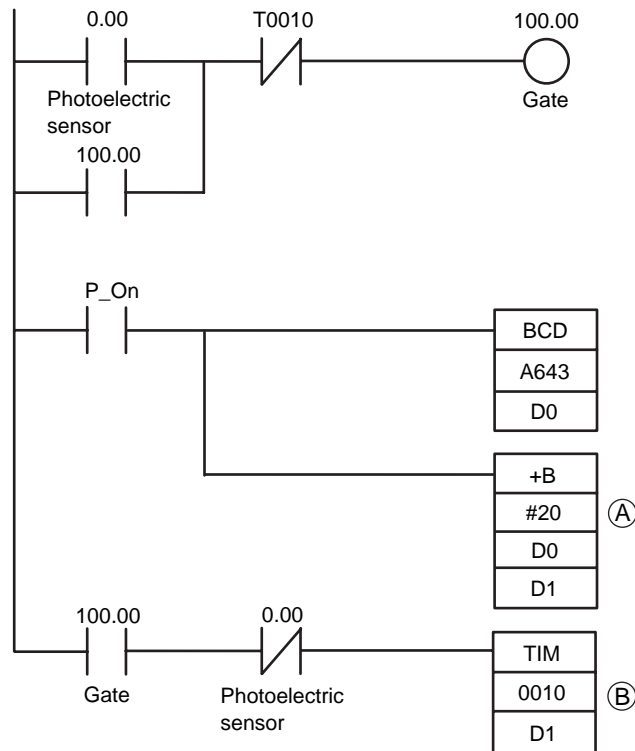 0.00
T0010
100.00
Photoelectric
sensor
Gate
100.00
P_On
BCD
A643
D0
+B
#20
D0
D1
A
100.00
0.00
Gate
Photoelectric
sensor
TIM
0010
D1
B